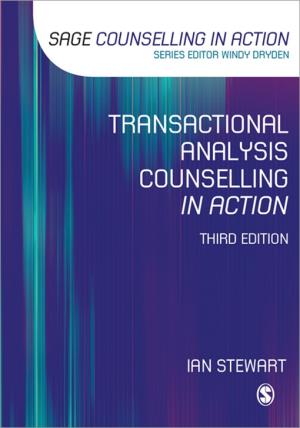 SAGE COUNSELLING IN ACTION
SERIES EDITOR WINDY DRYDEN
TRANSACTIONAL
ANALYSIS
COUNSELLING
IN ACTION
THIRD EDITION
IAN STEWART
S